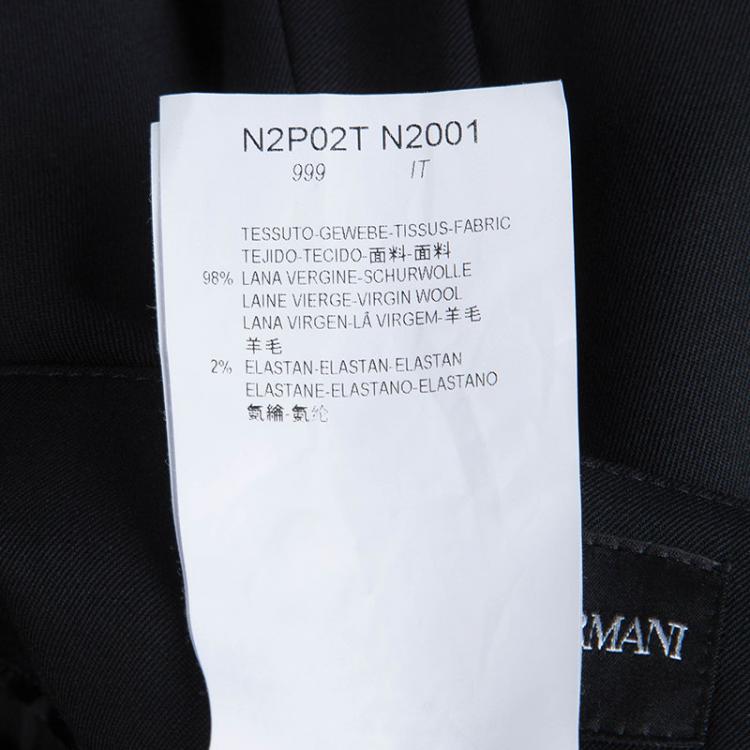 N2P02T N2001
999 IT
TESSUTO-GEWEBE-TISSUS-FABRIC
TEJIDO-TECIDO-面料-面料
98% LANA VERGINE-SCHURWOLLE
LAINE VIERGE-VIRGIN WOOL
LANA VIRGEN-LÂ VIRGEM-羊毛
羊毛
2% ELASTAN-ELASTAN-ELASTAN
ELASTANE-ELASTANO-ELASTANO
氨綸-氨纶
RMANI